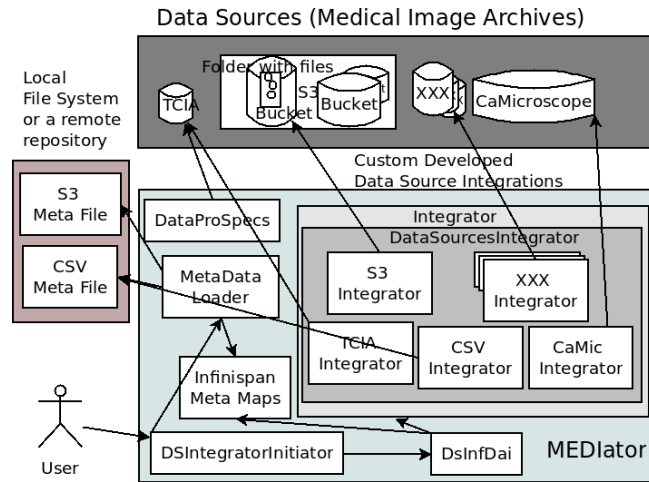 Data Sources (Medical Image Archives)
Local
File System
or a remote
repository
Folder with files
TCIA
S3
Bucket
Bucket
XXX
CaMicroscope
Custom Developed
Data Source Integrations
S3
Meta File
CSV
Meta File
DataProSpecs
MetaData
Loader
Infinispan
Meta Maps
Integrator
DataSourcesIntegrator
S3
Integrator
XXX
Integrator
TCIA
Integrator
CSV
Integrator
CaMic
Integrator
User
DSIntegratorInitiator
DsInfDai
MEDIator